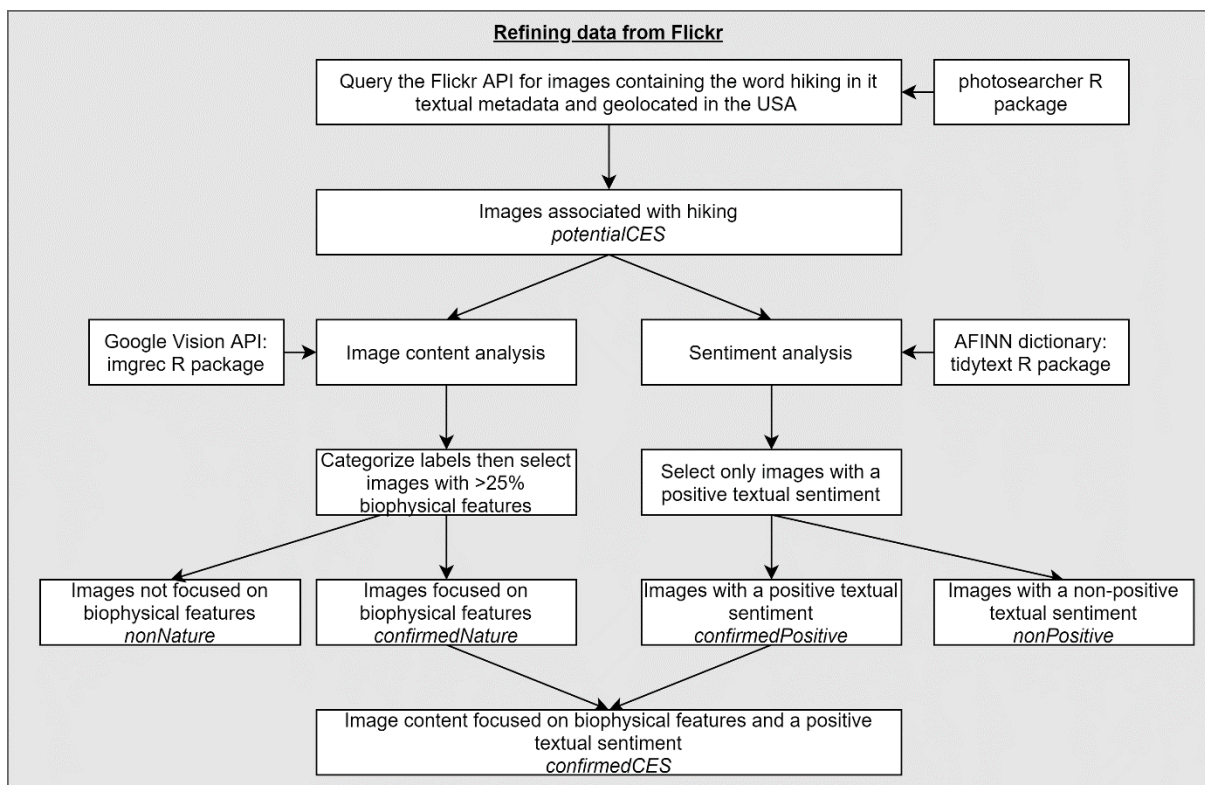 Refining data from Flickr
Query the Flickr API for images containing the word hiking in it
textual metadata and geolocated in the USA
photosearcher R
package
Images associated with hiking
potentialCES
Google Vision API:
imgrec R package
Image content analysis
Sentiment analysis
AFINN dictionary:
tidytext R package
Categorize labels then select
images with >25%
biophysical features
Select only images with a
positive textual sentiment
Images not focused on
biophysical features
nonNature
Images focused on
biophysical features
confirmedNature
Images with a positive textual
sentiment
confirmedPositive
Images with a non-positive
textual sentiment
nonPositive
Image content focused on biophysical features and a positive
textual sentiment
confirmedCES